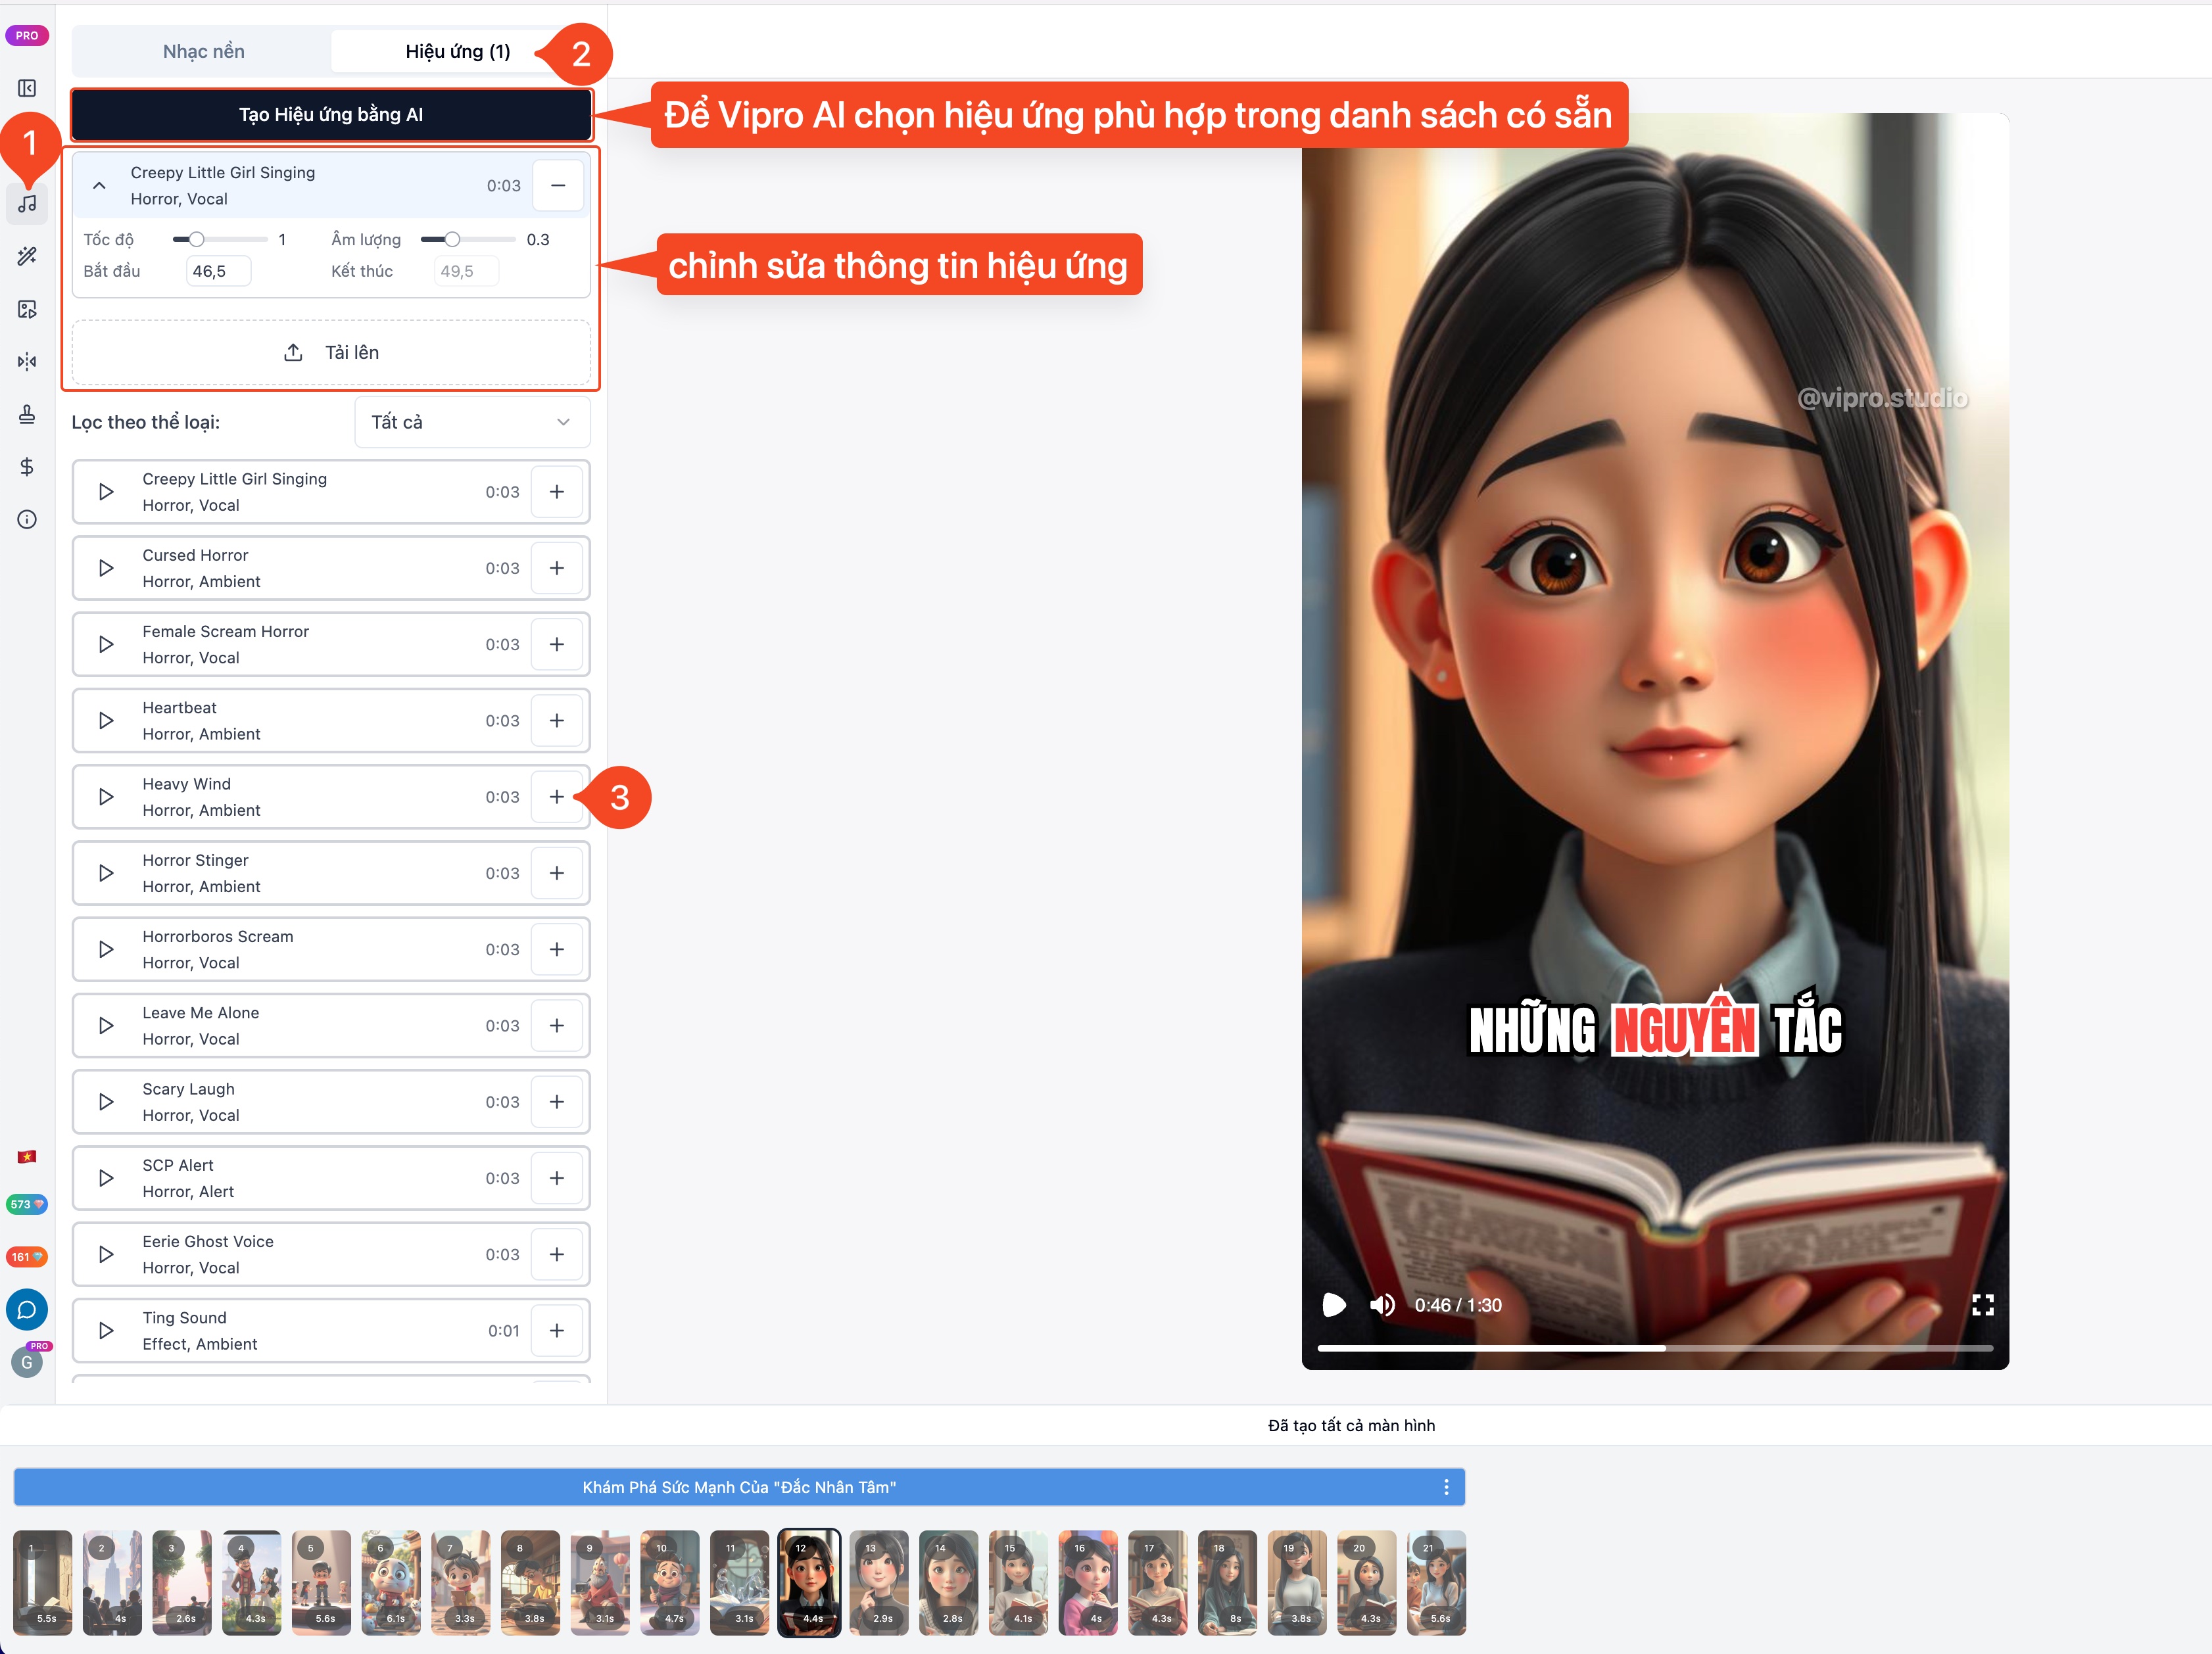 PRO
Nhạc nền
Hiệu ứng (1)
2
Tạo Hiệu ứng bằng AI
Để Vipro AI chọn hiệu ứng phù hợp trong danh sách có sẵn
1
Creepy Little Girl Singing
Horror, Vocal
0:03
Tốc độ 1 Âm lượng 0.3
Bắt đầu 46,5 Kết thúc 49,5
chỉnh sửa thông tin hiệu ứng
Tải lên
Lọc theo thể loại: Tất cả
Creepy Little Girl Singing
Horror, Vocal
0:03
Cursed Horror
Horror, Ambient
0:03
Female Scream Horror
Horror, Vocal
0:03
Heartbeat
Horror, Ambient
0:03
Heavy Wind
Horror, Ambient
0:03
3
Horror Stinger
Horror, Ambient
0:03
Horrorboros Scream
Horror, Vocal
0:03
Leave Me Alone
Horror, Vocal
0:03
Scary Laugh
Horror, Vocal
0:03
SCP Alert
Horror, Alert
0:03
Eerie Ghost Voice
Horror, Vocal
0:03
Ting Sound
Effect, Ambient
0:01
573
161
PRO
G
@vipro.studio
NHỮNG NGUYÊN TẮC
0:46 / 1:30
Đã tạo tất cả màn hình
Khám Phá Sức Mạnh Của "Đắc Nhân Tâm"
1 2 3 4 5 6 7 8 9 10 11 12 13 14 15 16 17 18 19 20 21
5.5s 4s 2.6s 4.3s 5.6s 6.1s 3.3s 3.8s 3.1s 4.7s 3.1s 4.4s 2.9s 2.8s 4.1s 4s 4.3s 8s 3.8s 4.3s 5.6s